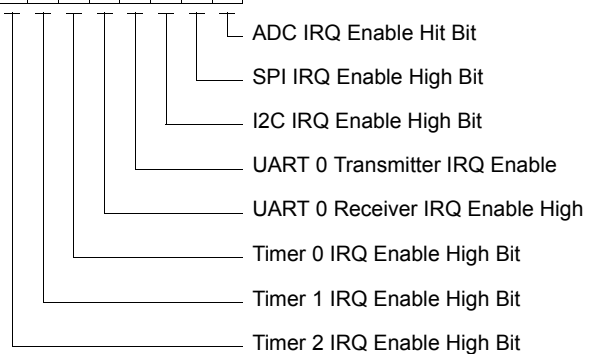 ADC IRQ Enable Hit Bit
SPI IRQ Enable High Bit
I2C IRQ Enable High Bit
UART 0 Transmitter IRQ Enable
UART 0 Receiver IRQ Enable High
Timer 0 IRQ Enable High Bit
Timer 1 IRQ Enable High Bit
Timer 2 IRQ Enable High Bit